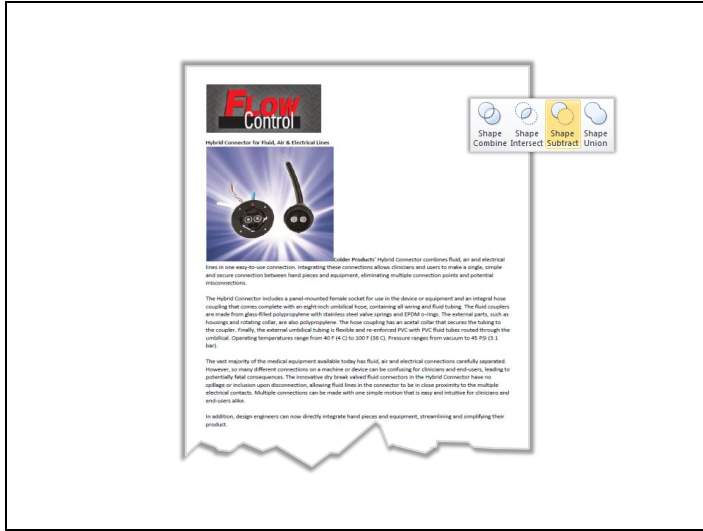 FLOW
Control
Hybrid Connector for Fluid, Air & Electrical Lines
Colder Products' Hybrid Connector combines fluid, air and electrical
lines in one easy-to-use connection. Integrating these connections allows clinicians and users to make a single, simple
and secure connection between hand pieces and equipment, eliminating multiple connection points and potential
misconnections.
The Hybrid Connector includes a panel-mounted female socket for use in the device or equipment and an integral hose
coupling that comes complete with an eight-inch umbilical hose, containing all wiring and fluid tubing. The fluid couplers
are made from glass-filled polypropylene with stainless steel valve springs and EPDM o-rings. The external parts, such as
housings and rotating collar, are also polypropylene. The hose coupling has an acetal collar that secures the tubing to
the coupler. Finally, the external umbilical tubing is flexible and re-enforced PVC with PVC fluid tubes routed through the
umbilical. Operating temperatures range from 40 F (4 C) to 100 F (38 C). Pressure ranges from vacuum to 45 PSI (3.1
bar).
The vast majority of the medical equipment available today has fluid, air and electrical connections carefully separated.
However, so many different connections on a machine or device can be confusing for clinicians and end-users, leading to
potentially fatal consequences. The innovative dry break valved fluid connectors in the Hybrid Connector have no
spillage or inclusion upon disconnection, allowing fluid lines in the connector to be in close proximity to the multiple
electrical contacts. Multiple connections can be made with one simple motion that is easy and intuitive for clinicians and
end-users alike.
In addition, design engineers can now directly integrate hand pieces and equipment, streamlining and simplifying their
product.
Shape Shape Shape Shape
Combine Intersect Subtract Union